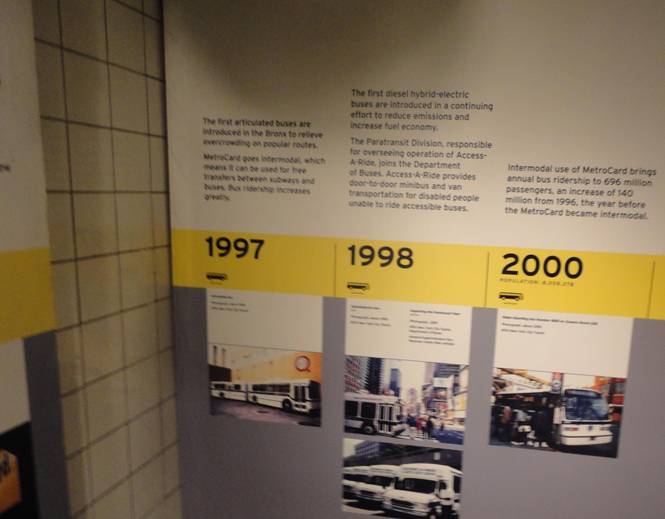 The first articulated buses are
introduced in the Bronx to relieve
overcrowding on popular routes.
MetroCard goes intermodal, which
means it can be used for free
transfers between subways and
buses. Bus ridership increases
greatly.
1997
The first diesel hybrid-electric
buses are introduced in a continuing
effort to reduce emissions and
increase fuel economy.
The Paratransit Division, responsible
for overseeing operation of Access-
A-Ride, joins the Department
of Buses. Access-A-Ride provides
door-to-door minibus and van
transportation for disabled people
unable to ride accessible buses.
1998
Intermodal use of MetroCard brings
annual bus ridership to 696 million
passengers, an increase of 140
million from 1996, the year before
the MetroCard became intermodal.
2000
POPULATION: 8,008,278
Q